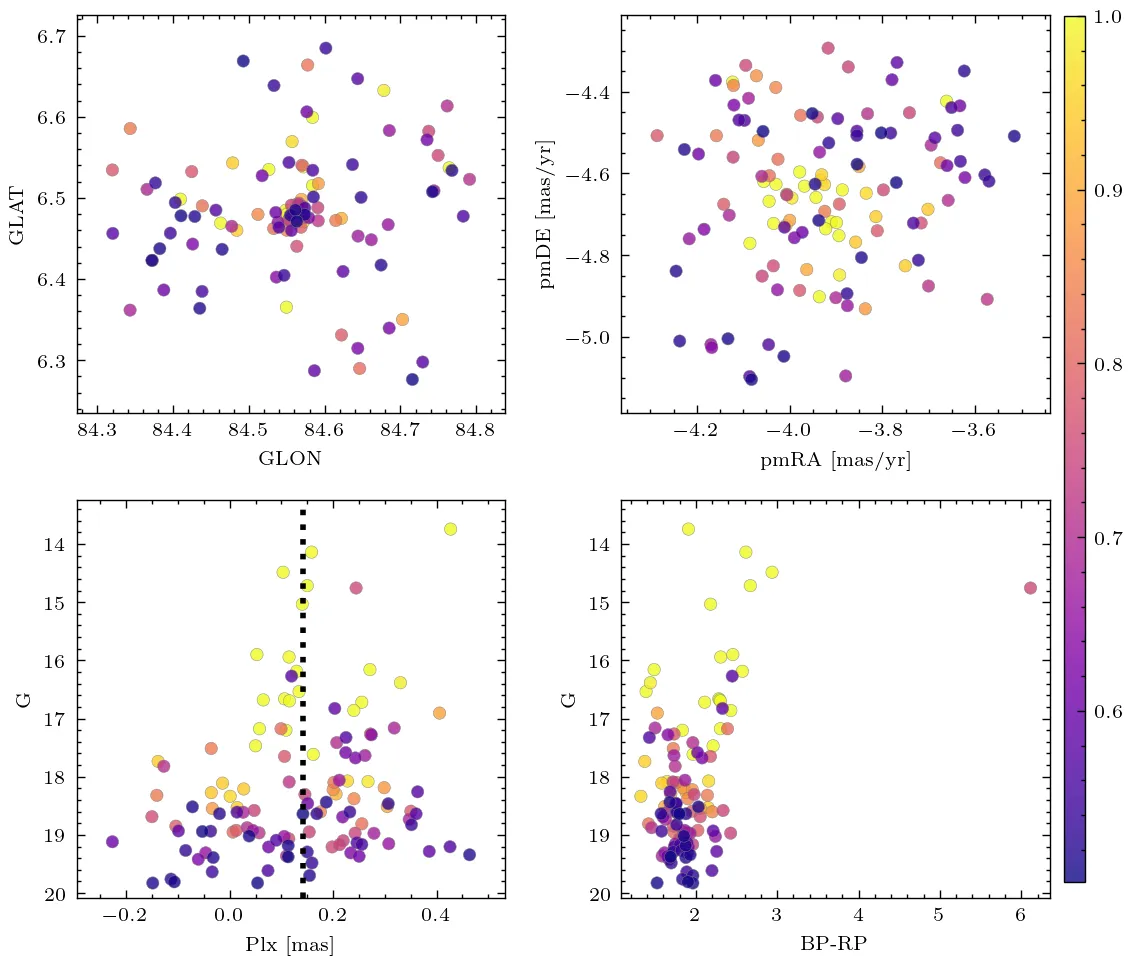 6.7
6.6
6.5
6.4
6.3
GLAT
84.3 84.4 84.5 84.6 84.7 84.8
GLON
−4.4
−4.6
−4.8
−5.0
pmDE [mas/yr]
−4.2 −4.0 −3.8 −3.6
pmRA [mas/yr]
14
15
16
17
18
19
20
G
−0.2 0.0 0.2 0.4
Plx [mas]
14
15
16
17
18
19
20
G
2 3 4 5 6
BP-RP
1.0
0.9
0.8
0.7
0.6